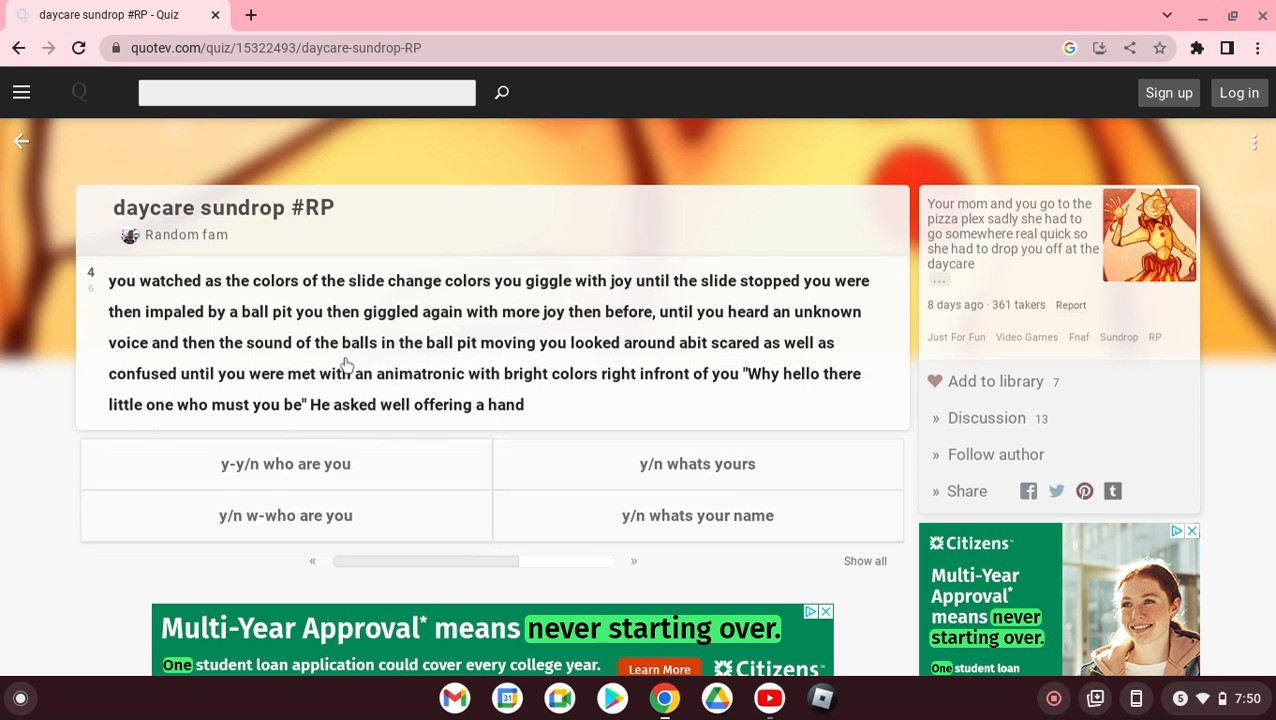 daycare sundrop #RP - Quiz
quotev.com/quiz/15322493/daycare-sundrop-RP
Q
Sign up
Log in
daycare sundrop #RP
Random fam
4
6
you watched as the colors of the slide change colors you giggle with joy until the slide stopped you were
then impaled by a ball pit you then giggled again with more joy then before, until you heard an unknown
voice and then the sound of the balls in the ball pit moving you looked around abit scared as well as
confused until you were met with an animatronic with bright colors right infront of you "Why hello there
little one who must you be" He asked well offering a hand
y-y/n who are you
y/n whats yours
y/n w-who are you
y/n whats your name
«
»
Show all
Your mom and you go to the
pizza plex sadly she had to
go somewhere real quick so
she had to drop you off at the
daycare
...
8 days ago · 361 takers Report
Just For Fun Video Games Fnaf Sundrop RP
Add to library 7
» Discussion 13
» Follow author
» Share
Citizens™
Multi-Year
Approval*
means
never
starting over.
One student loan
Multi-Year Approval* means never starting over.
One student loan application could cover every college year.
Learn More
Citizens™
31
5
7:50